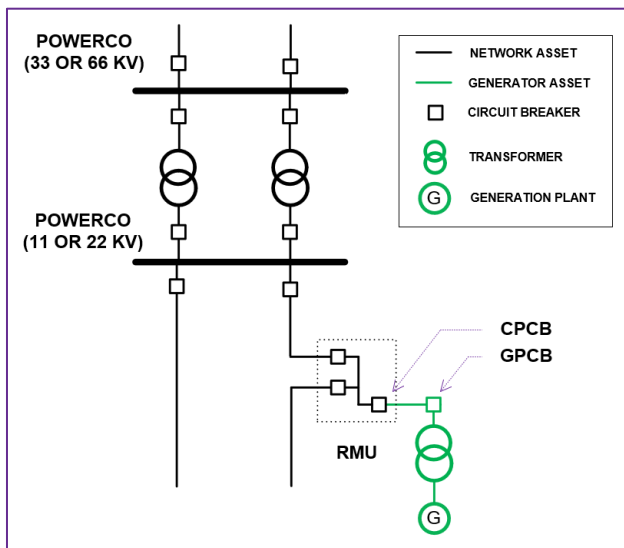 POWERCO
(33 OR 66 KV)
POWERCO
(11 OR 22 KV)
NETWORK ASSET
GENERATOR ASSET
CIRCUIT BREAKER
TRANSFORMER
G
GENERATION PLANT
CPCB
GPCB
RMU
G